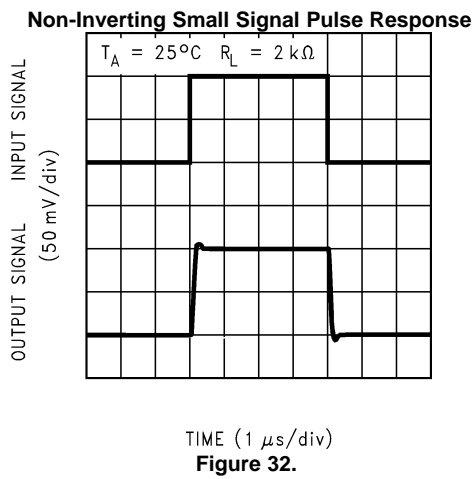 Non-Inverting Small Signal Pulse Response
T_A = 25°C R_L = 2 kΩ
INPUT SIGNAL
OUTPUT SIGNAL
(50 mV/div)
TIME (1 μs/div)
Figure 32.